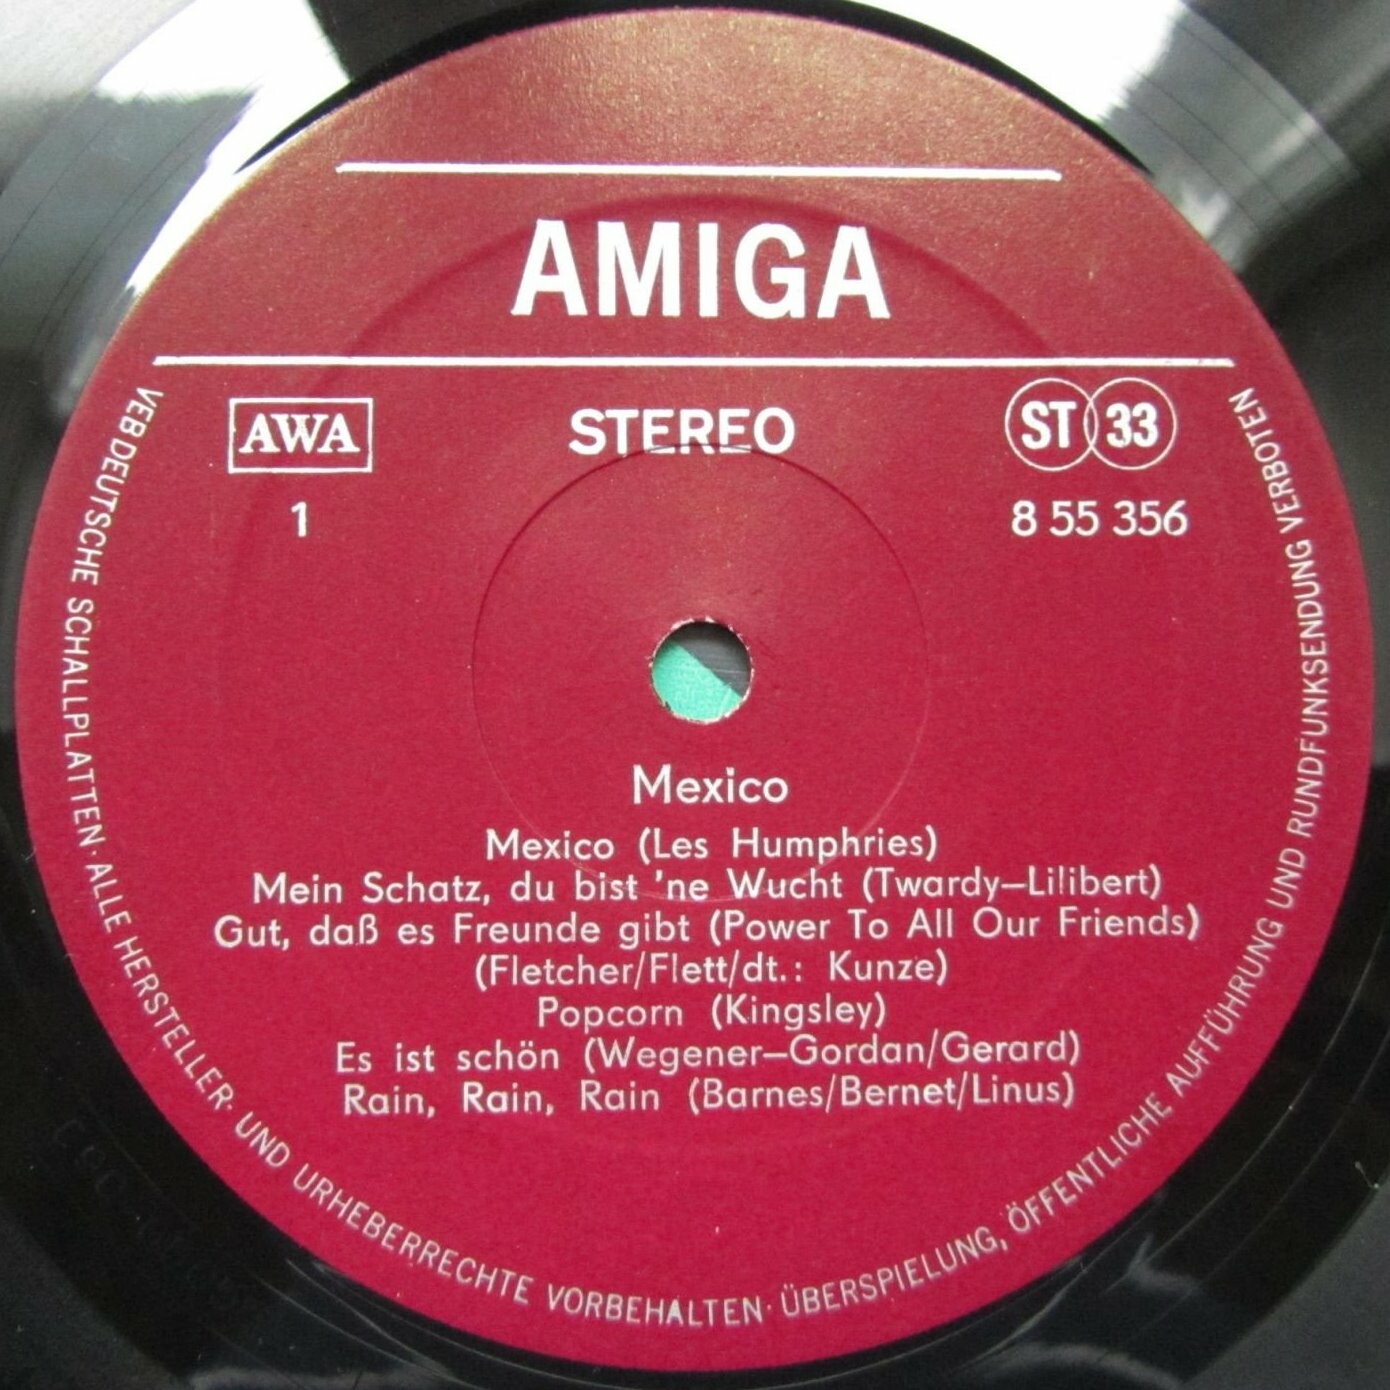 AMIGA
AWA STEREO ST 33
1 8 55 356
Mexico
Mexico (Les Humphries)
Mein Schatz, du bist 'ne Wucht (Twardy–Lilibert)
Gut, daß es Freunde gibt (Power To All Our Friends)
(Fletcher/Flett/dt.: Kunze)
Popcorn (Kingsley)
Es ist schön (Wegener–Gordan/Gerard)
Rain, Rain, Rain (Barnes/Bernet/Linus)
VEB DEUTSCHE SCHALLPLATTEN · ALLE HERSTELLER- UND URHEBERRECHTE VORBEHALTEN · ÜBERSPIELUNG, ÖFFENTLICHE AUFFÜHRUNG UND RUNDFUNKSENDUNG VERBOTEN